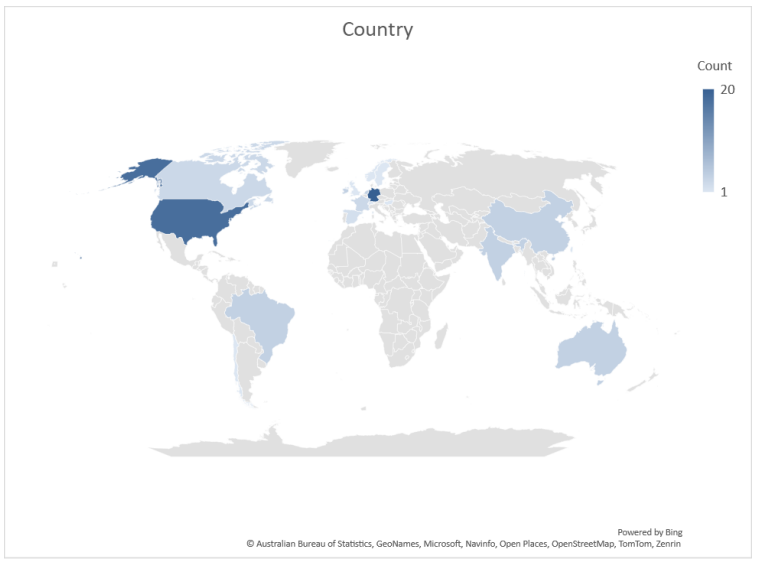 Country
Count
20
1
Powered by Bing
© Australian Bureau of Statistics, GeoNames, Microsoft, Navinfo, Open Places, OpenStreetMap, TomTom, Zenrin